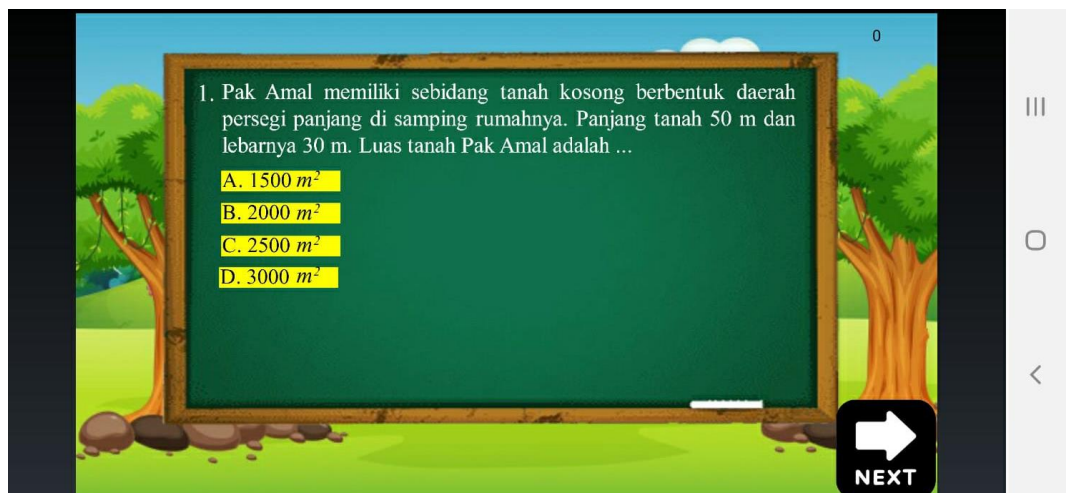 0
1. Pak Amal memiliki sebidang tanah kosong berbentuk daerah
persegi panjang di samping rumahnya. Panjang tanah 50 m dan
lebarnya 30 m. Luas tanah Pak Amal adalah ...
A. 1500 m²
B. 2000 m²
C. 2500 m²
D. 3000 m²
NEXT